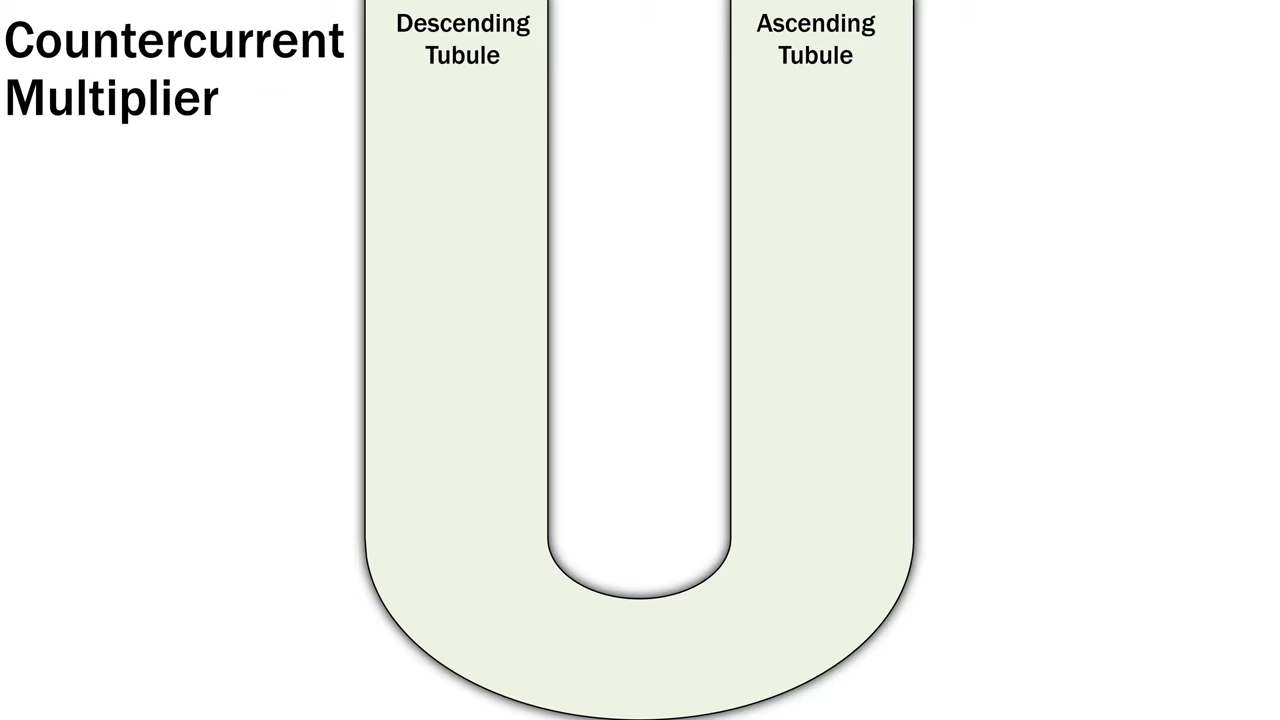 Countercurrent
Multiplier
Descending
Tubule
Ascending
Tubule